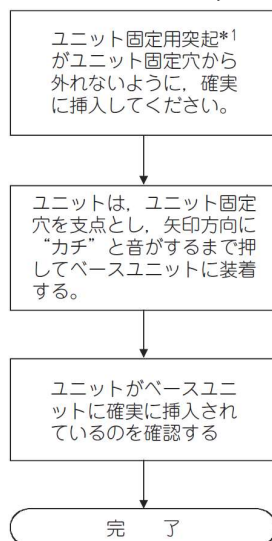 ユニット固定用突起*1
がユニット固定穴から
外れないように，確実
に挿入してください。
ユニットは，ユニット固定
穴を支点とし，矢印方向に
“カチ”と音がするまで押
してベースユニットに装着
する。
ユニットがベースユニ
ットに確実に挿入され
ているのを確認する
完　了